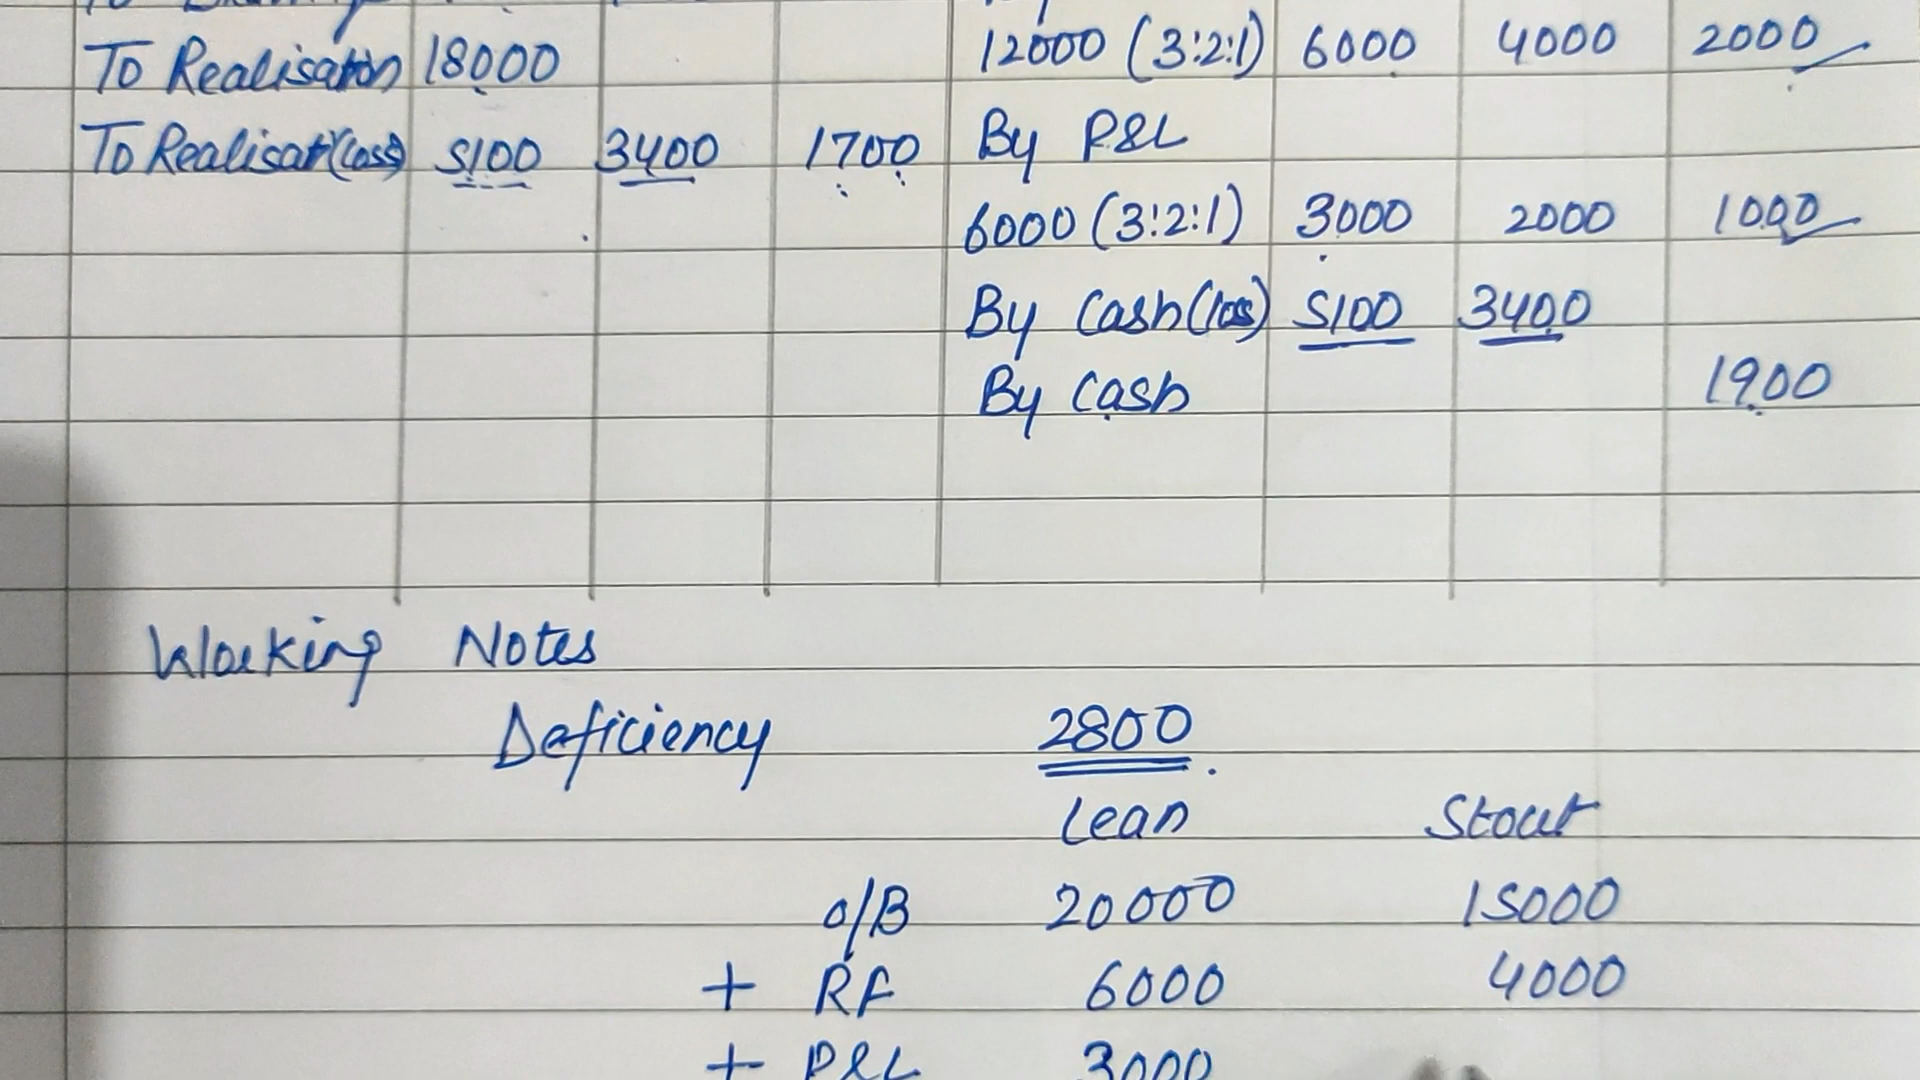 To Realisation 18000 12000 (3:2:1) 6000 4000 2000
To Realisat(loss) 5100 3400 1700 By P&L
6000 (3:2:1) 3000 2000 1000
By Cash(loss) 5100 3400
By Cash 1900
Working Notes
Deficiency 2800
Lean Stout
O/B 20000 15000
+ RF 6000 4000
+ P&L 3000